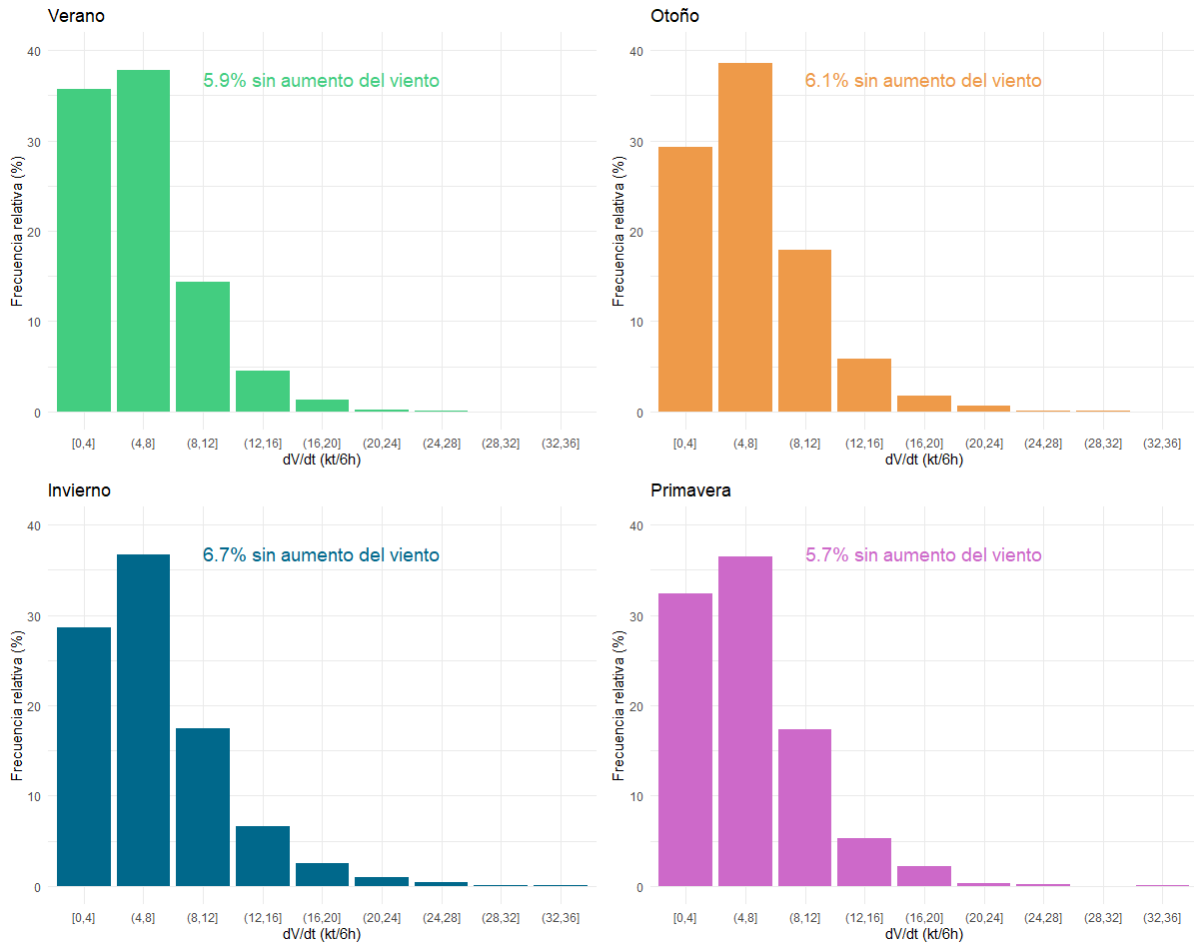 Verano
5.9% sin aumento del viento
Frecuencia relativa (%)
40
30
20
10
0
[0,4] (4,8] (8,12] (12,16] (16,20] (20,24] (24,28] (28,32] (32,36]
dV/dt (kt/6h)
Otoño
6.1% sin aumento del viento
Frecuencia relativa (%)
40
30
20
10
0
[0,4] (4,8] (8,12] (12,16] (16,20] (20,24] (24,28] (28,32] (32,36]
dV/dt (kt/6h)
Invierno
6.7% sin aumento del viento
Frecuencia relativa (%)
40
30
20
10
0
[0,4] (4,8] (8,12] (12,16] (16,20] (20,24] (24,28] (28,32] (32,36]
dV/dt (kt/6h)
Primavera
5.7% sin aumento del viento
Frecuencia relativa (%)
40
30
20
10
0
[0,4] (4,8] (8,12] (12,16] (16,20] (20,24] (24,28] (28,32] (32,36]
dV/dt (kt/6h)